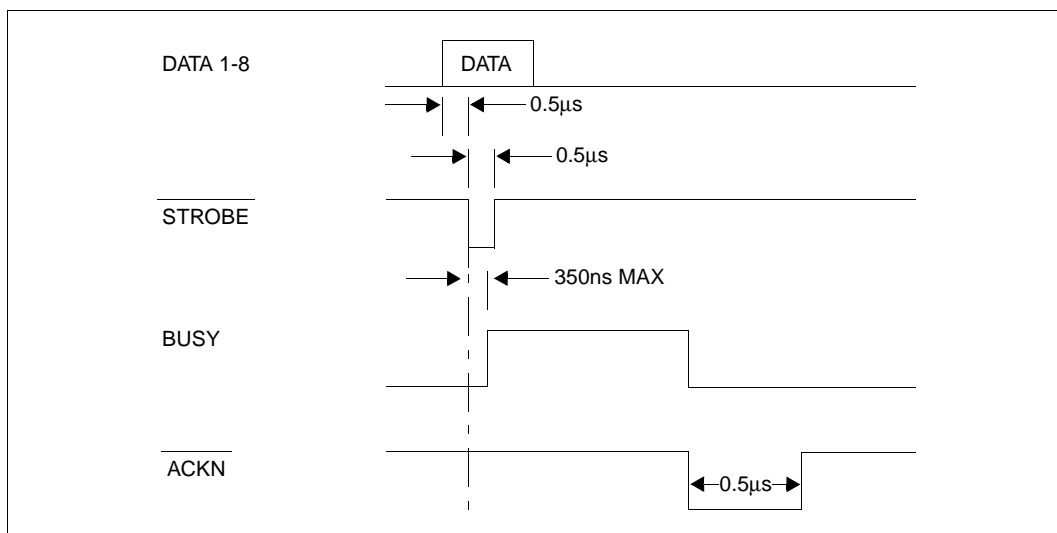 DATA 1-8
DATA
0.5µs
0.5µs
STROBE
350ns MAX
BUSY
ACKN
0.5µs